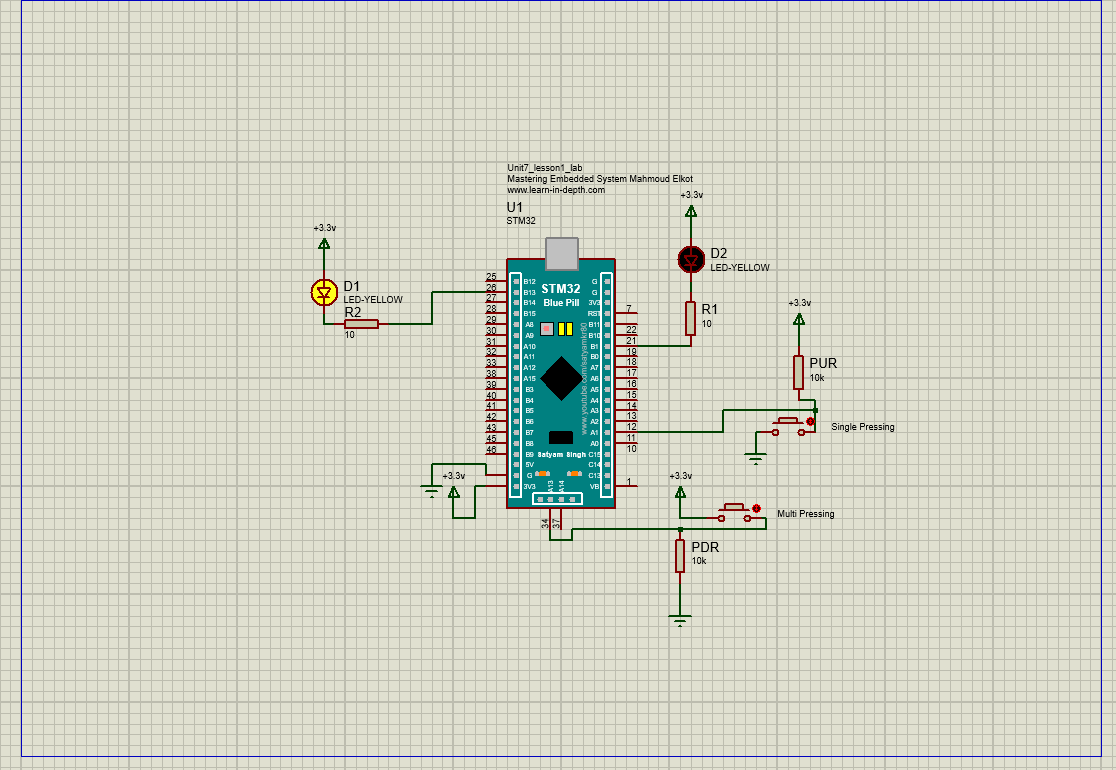 Unit7_lesson1_lab
Mastering Embedded System Mahmoud Elkot
www.learn-in-depth.com
U1
STM32
+3.3v
D2
LED-YELLOW
R1
10
+3.3v
D1
LED-YELLOW
R2
10
STM32
Blue Pill
www.youtube.com/satyamkr80
Satyam Singh
25 B12
26 B13
27 B14
28 B15
29 A8
30 A9
31 A10
32 A11
33 A12
38 A15
39 B3
40 B4
41 B5
42 B6
43 B7
45 B8
46 B9
5V
G
3V3
G
G
3V3
RST 7
B11 22
B10 21
B1 19
B0 18
A7 17
A6 16
A5 15
A4 14
A3 13
A2 12
A1 11
A0 10
C15
C14
C13
VB 1
A13
A14
34
37
+3.3v
PUR
10k
Single Pressing
+3.3v
+3.3v
Multi Pressing
PDR
10k